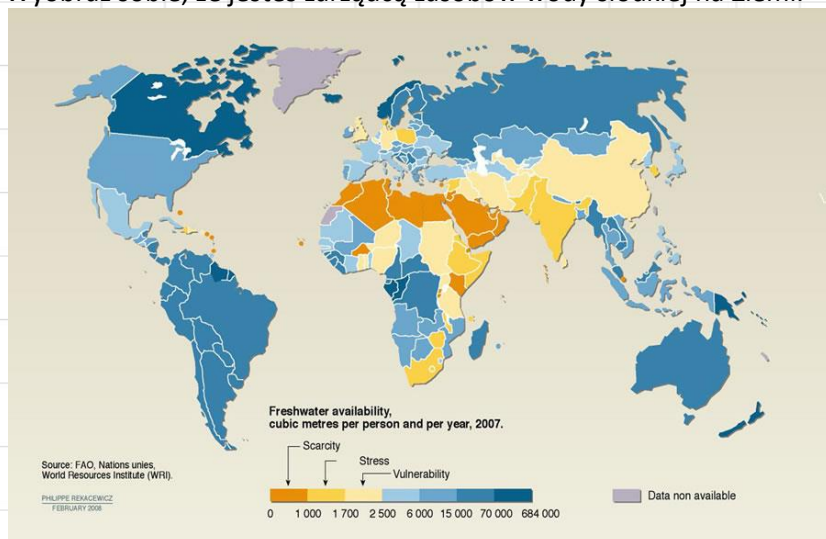 Wyobraź sobie, że jesteś zarządcą zasobów wody słodkiej na Ziemi.
Freshwater availability,
cubic metres per person and per year, 2007.
Scarcity
Stress
Vulnerability
0 1 000 1 700 2 500 6 000 15 000 70 000 684 000
Data non available
Source: FAO, Nations unies,
World Resources Institute (WRI).
PHILIPPE REKACEWICZ
FEBRUARY 2008